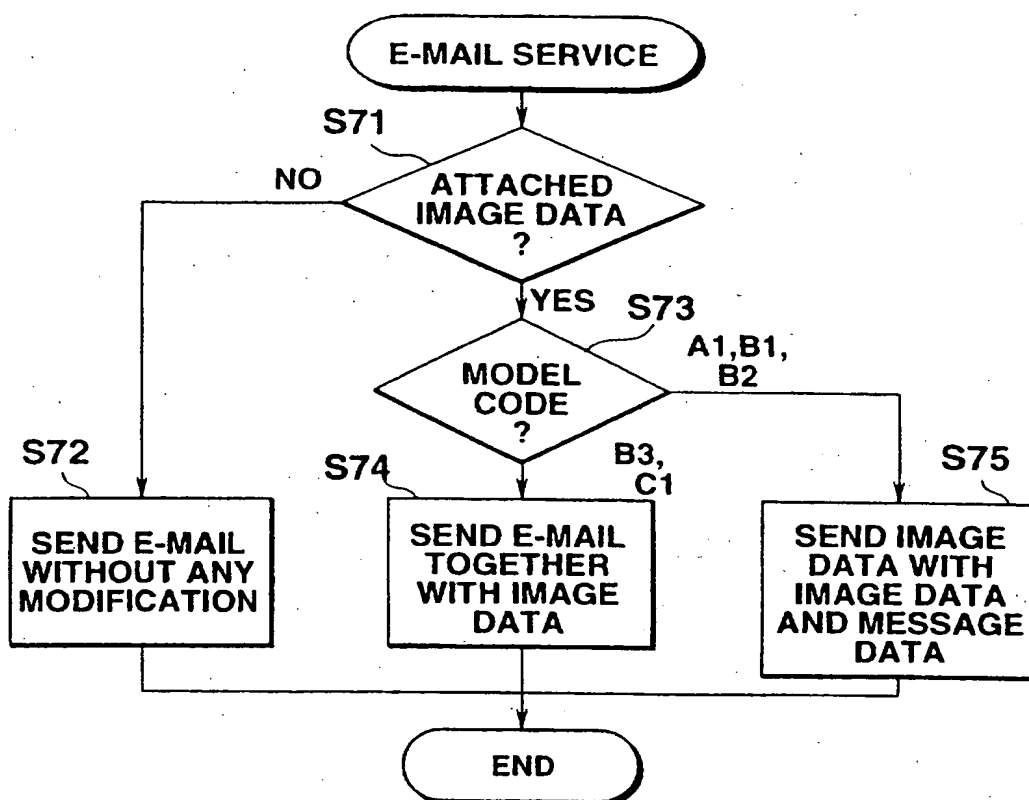 E-MAIL SERVICE
S71
NO
ATTACHED
IMAGE DATA
?
YES
S73
A1,B1,
B2
MODEL
CODE
?
B3,
C1
S72
SEND E-MAIL
WITHOUT ANY
MODIFICATION
S74
SEND E-MAIL
TOGETHER
WITH IMAGE
DATA
S75
SEND IMAGE
DATA WITH
IMAGE DATA
AND MESSAGE
DATA
END